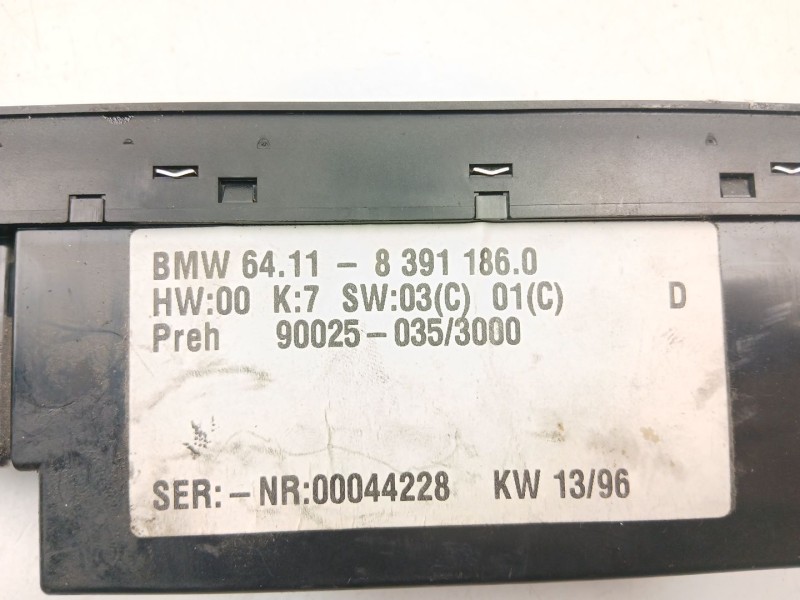 BMW 64.11 - 8 391 186.0
HW:00 K:7 SW:03(C) 01(C) D
Preh 90025-035/3000
SER:-NR:00044228 KW 13/96